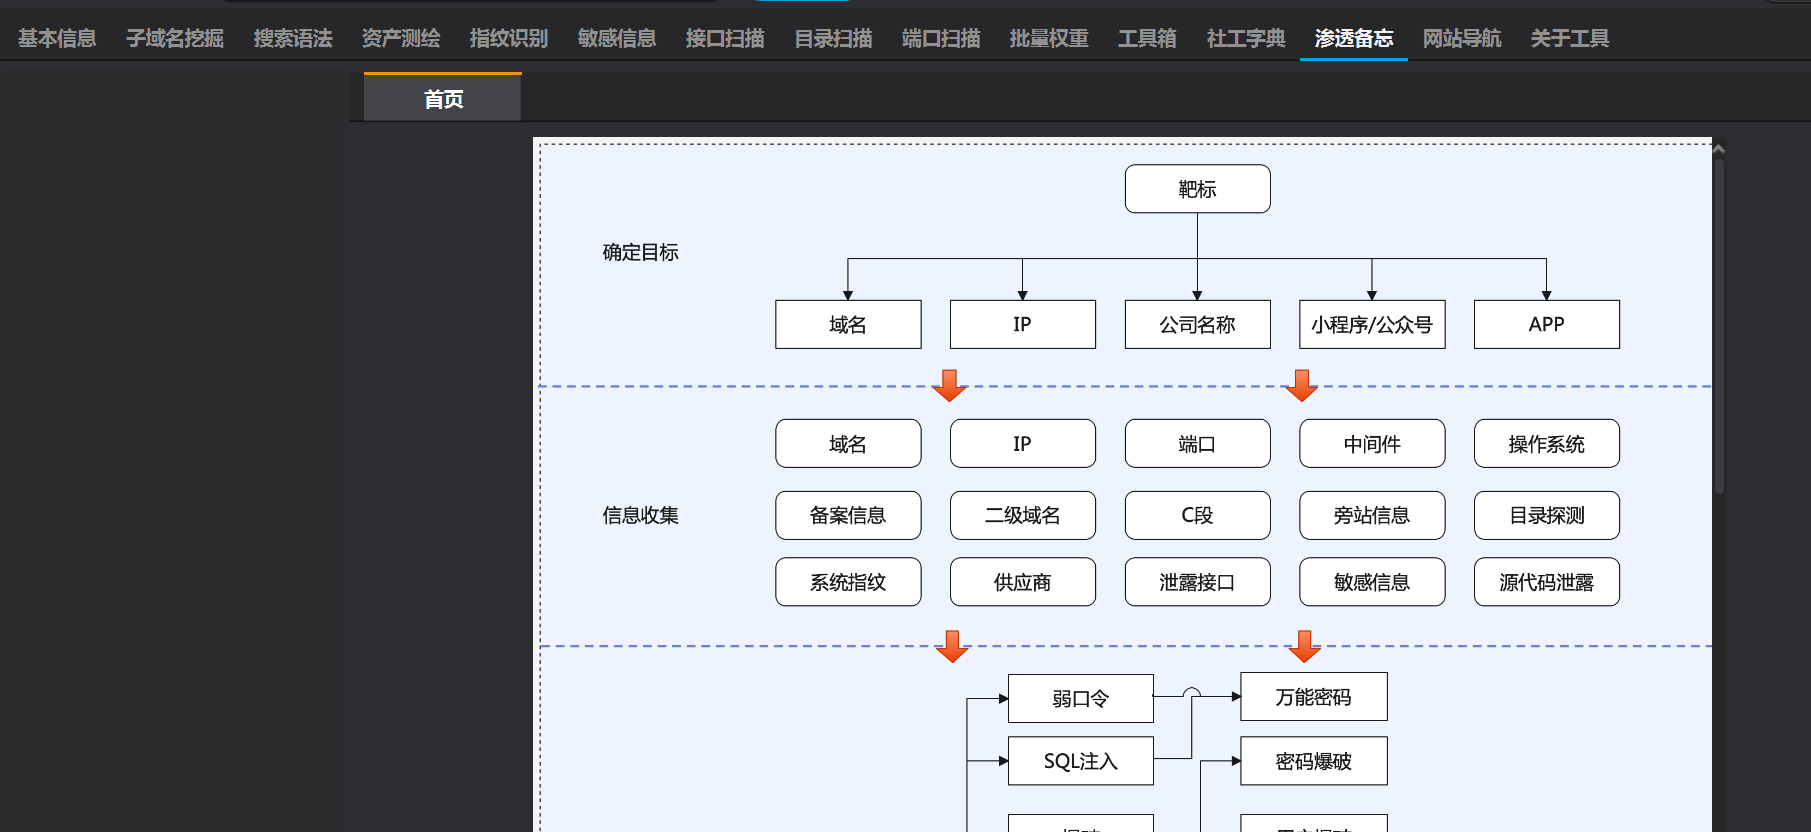 基本信息 子域名挖掘 搜索语法 资产测绘 指纹识别 敏感信息 接口扫描 目录扫描 端口扫描 批量权重 工具箱 社工字典 渗透备忘 网站导航 关于工具
首页
靶标
确定目标
域名 IP 公司名称 小程序/公众号 APP
域名 IP 端口 中间件 操作系统
信息收集
备案信息 二级域名 C段 旁站信息 目录探测
系统指纹 供应商 泄露接口 敏感信息 源代码泄露
弱口令 万能密码
SQL注入 密码爆破